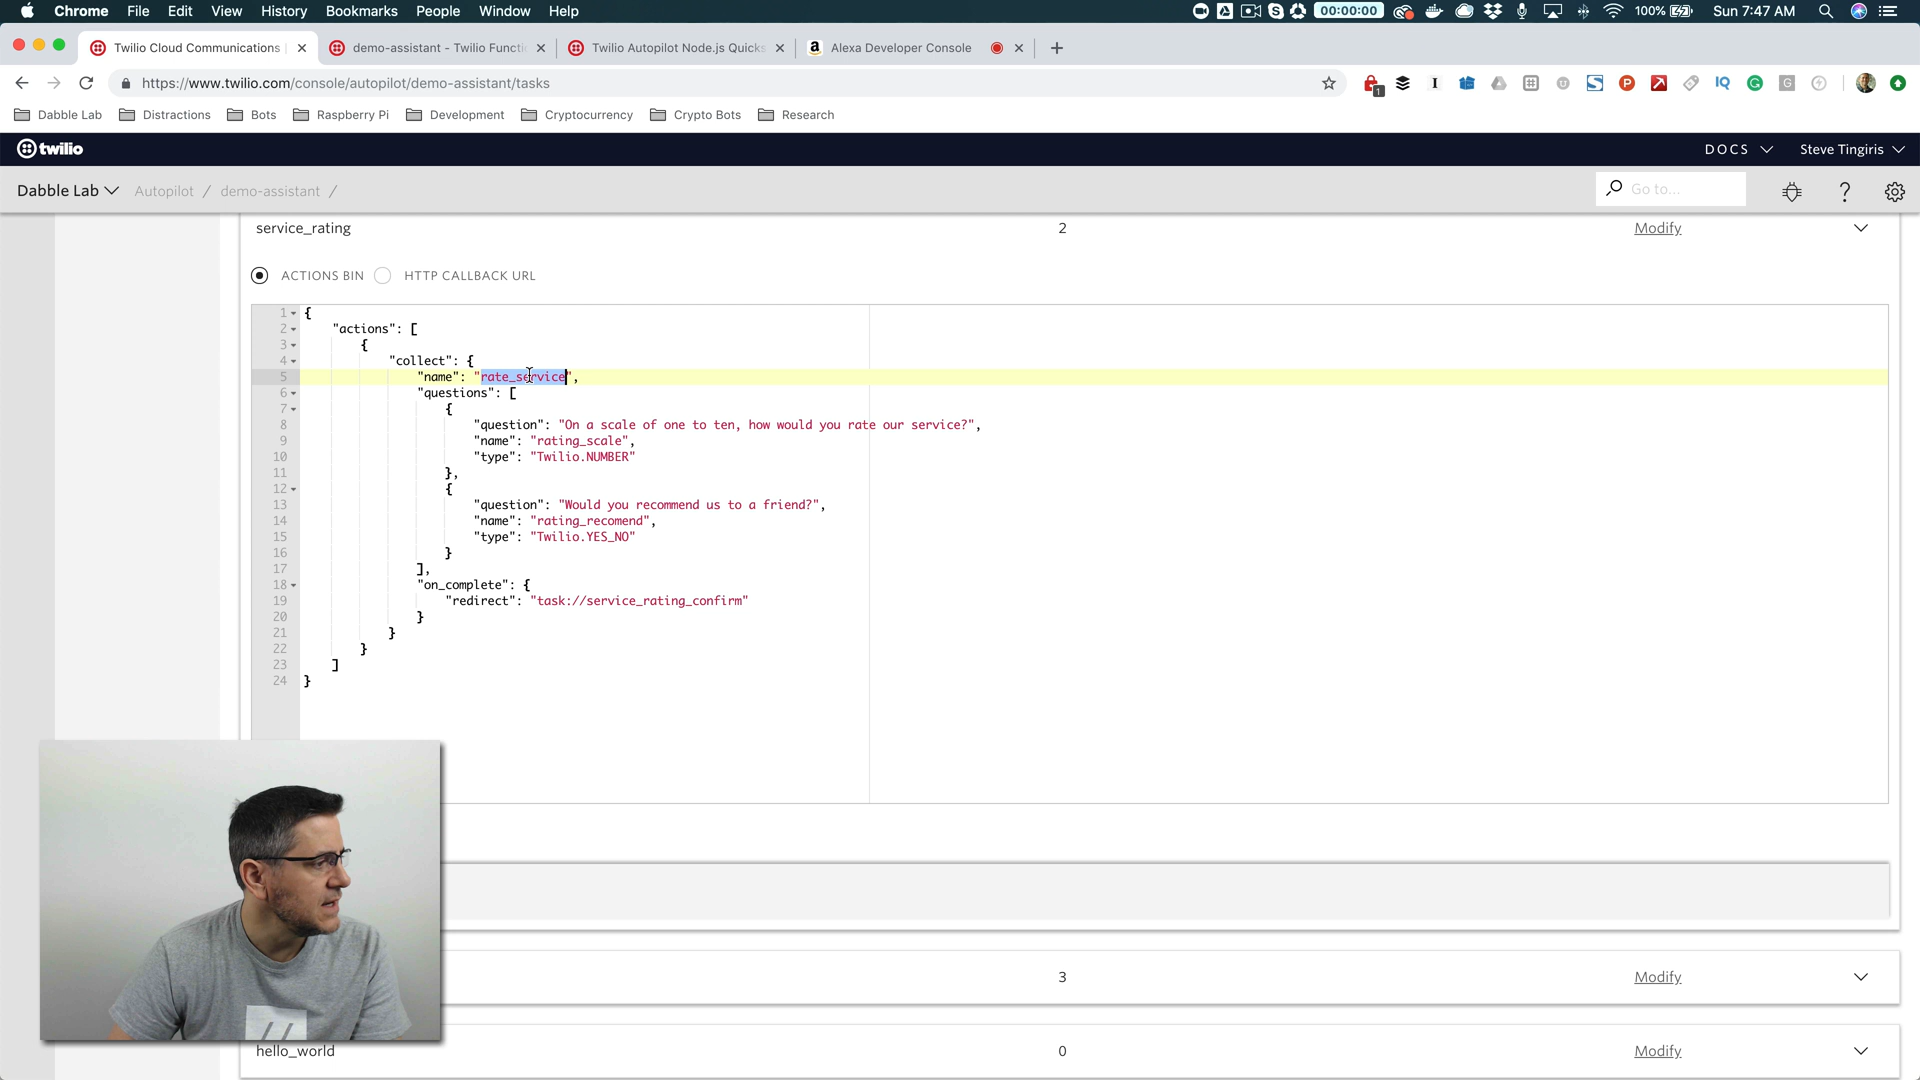 Chrome File Edit View History Bookmarks People Window Help 00:00:00 100% Sun 7:47 AM
Twilio Cloud Communications demo-assistant - Twilio Functi Twilio Autopilot Node.js Quicks Alexa Developer Console
https://www.twilio.com/console/autopilot/demo-assistant/tasks
Dabble Lab Distractions Bots Raspberry Pi Development Cryptocurrency Crypto Bots Research
twilio DOCS Steve Tingiris
Dabble Lab Autopilot / demo-assistant / Go to...
service_rating 2 Modify
ACTIONS BIN HTTP CALLBACK URL
1 {
2 "actions": [
3 {
4 "collect": {
5 "name": "rate_service",
6 "questions": [
7 {
8 "question": "On a scale of one to ten, how would you rate our service?",
9 "name": "rating_scale",
10 "type": "Twilio.NUMBER"
11 },
12 {
13 "question": "Would you recommend us to a friend?",
14 "name": "rating_recomend",
15 "type": "Twilio.YES_NO"
16 }
17 ],
18 "on_complete": {
19 "redirect": "task://service_rating_confirm"
20 }
21 }
22 }
23 ]
24 }
3 Modify
hello_world 0 Modify